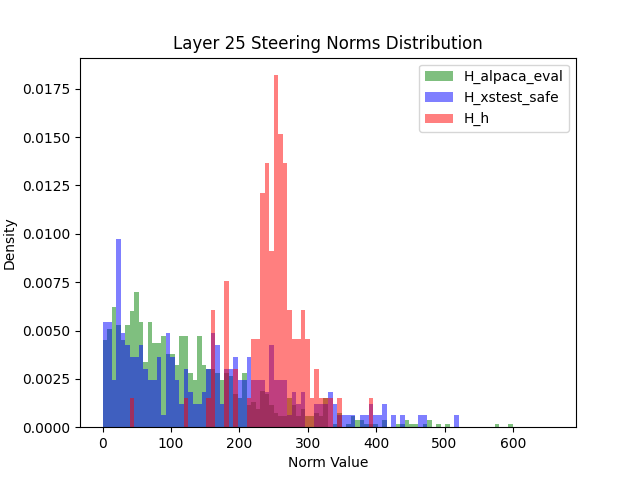 Layer 25 Steering Norms Distribution
H_alpaca_eval
H_xstest_safe
H_h
Density
0.0175
0.0150
0.0125
0.0100
0.0075
0.0050
0.0025
0.0000
0 100 200 300 400 500 600
Norm Value